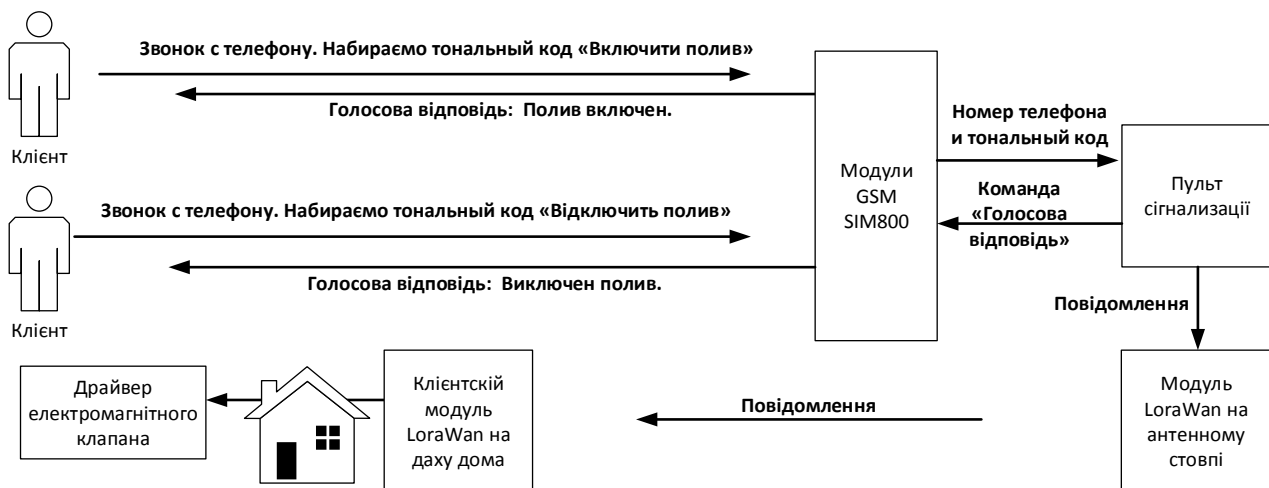 Звонок с телефону. Набираємо тональный код «Включити полив»
Голосова відповідь:  Полив включен.
Клієнт
Номер телефона
и тональный код
Модули
GSM
SIM800
Пульт
сігнализації
Команда
«Голосова
відповідь»
Звонок с телефону. Набираємо тональный код «Відключить полив»
Голосова відповідь:  Виключен полив.
Клієнт
Повідомлення
Драйвер
електромагнітного
клапана
Клієнтскій
модуль
LoraWan на
даху дома
Повідомлення
Модуль
LoraWan на
антенному
стовпі